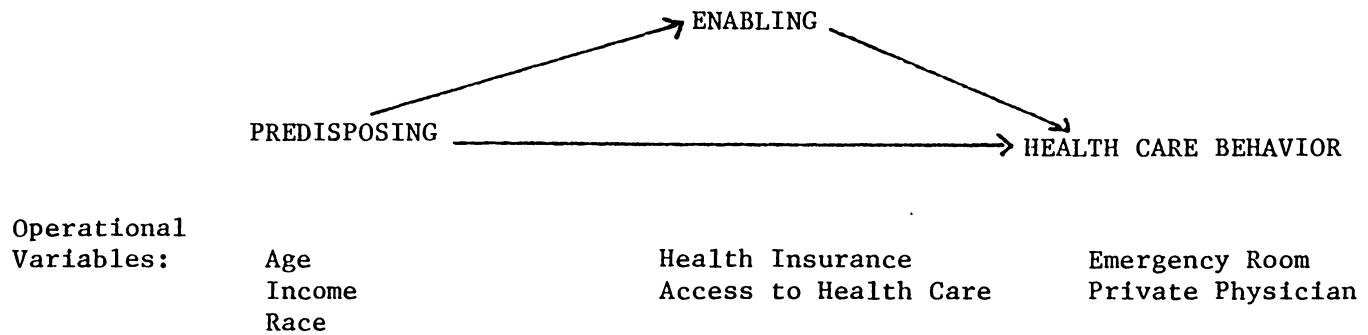 ENABLING
PREDISPOSING
HEALTH CARE BEHAVIOR
Operational
Variables: Age Health Insurance Emergency Room
Income Access to Health Care Private Physician
Race